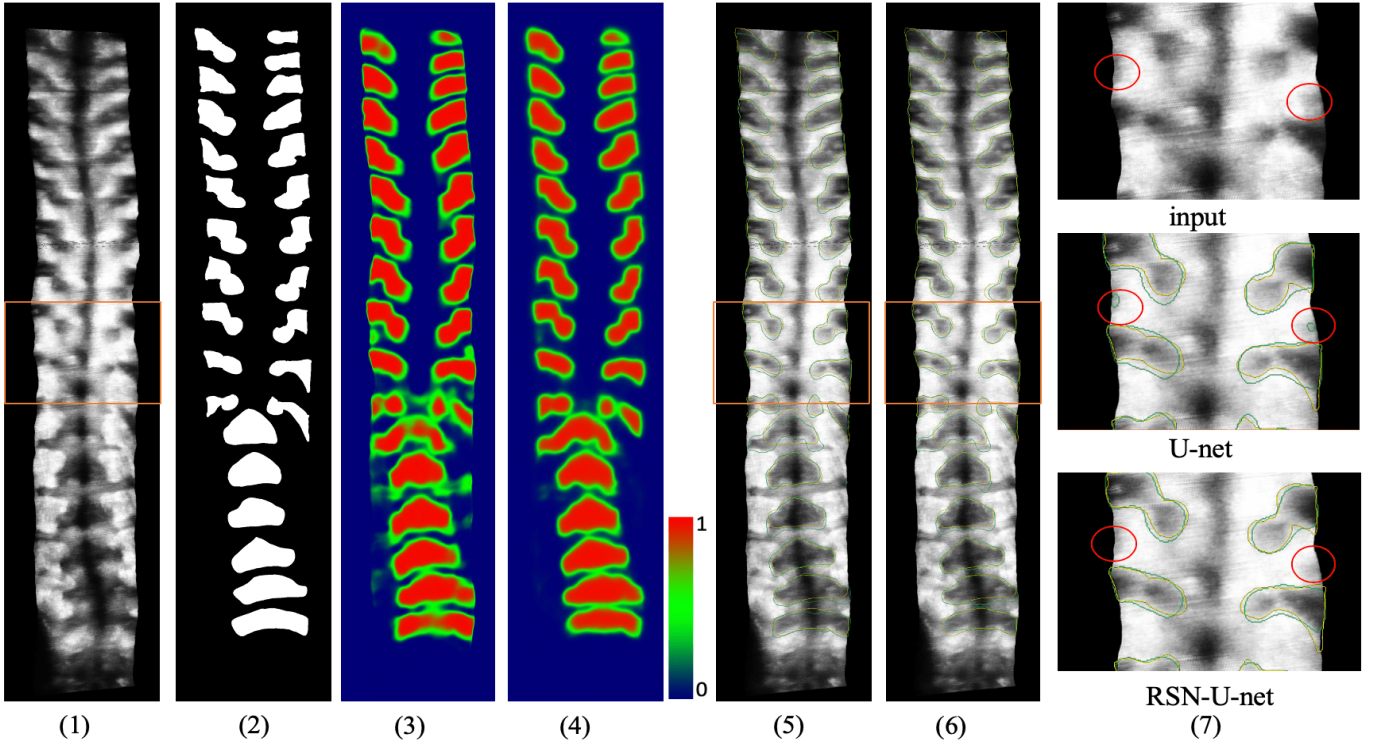 input
U-net
1
0
RSN-U-net
(1) (2) (3) (4) (5) (6) (7)